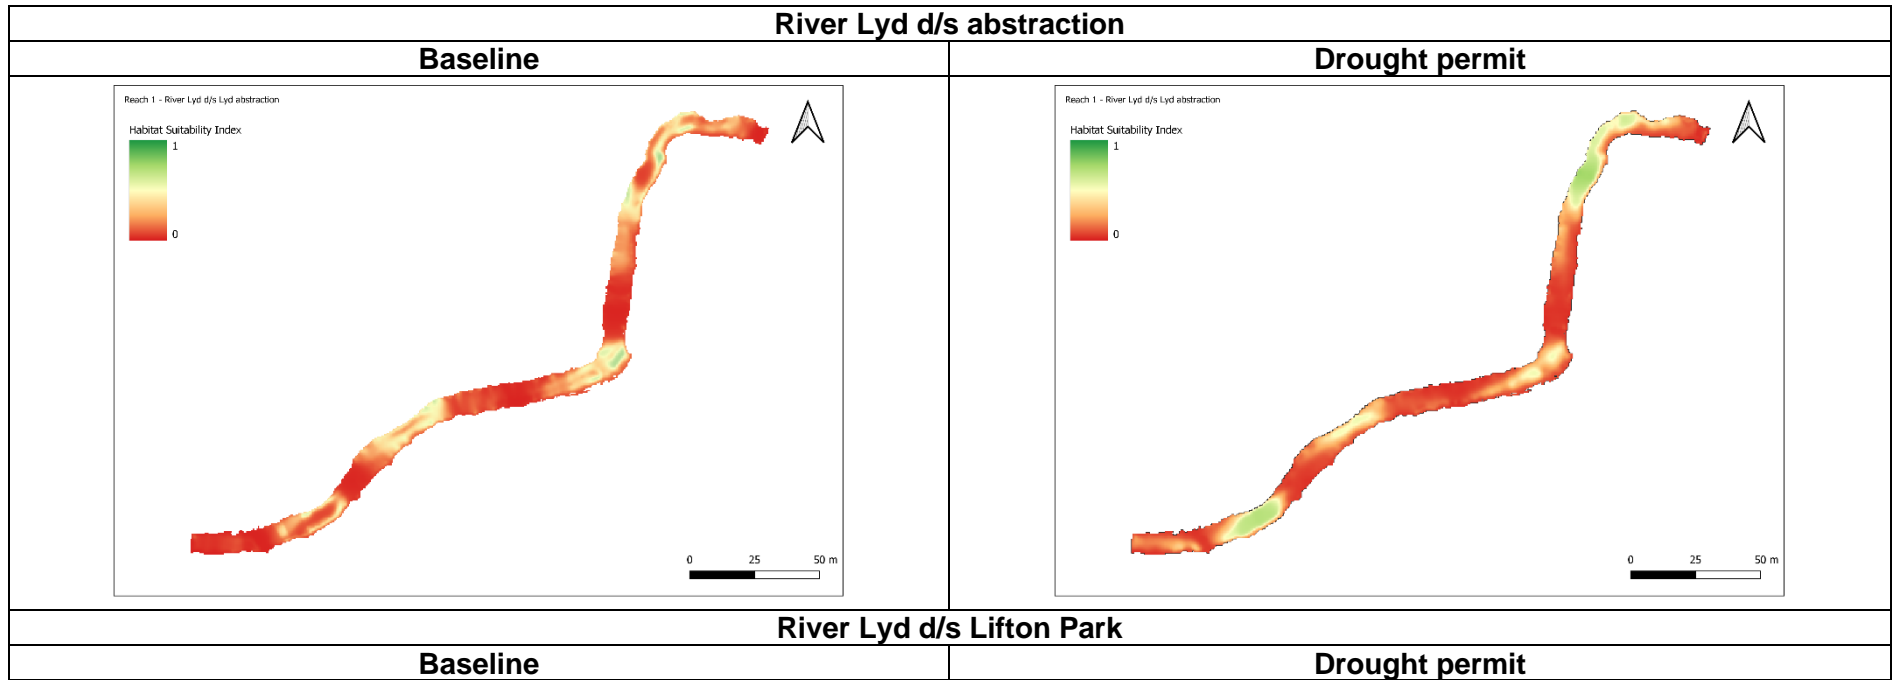 River Lyd d/s abstraction
Baseline
Drought permit
Reach 1 - River Lyd d/s Lyd abstraction
Habitat Suitability Index
1
0
0 25 50 m
Reach 1 - River Lyd d/s Lyd abstraction
Habitat Suitability Index
1
0
0 25 50 m
River Lyd d/s Lifton Park
Baseline
Drought permit